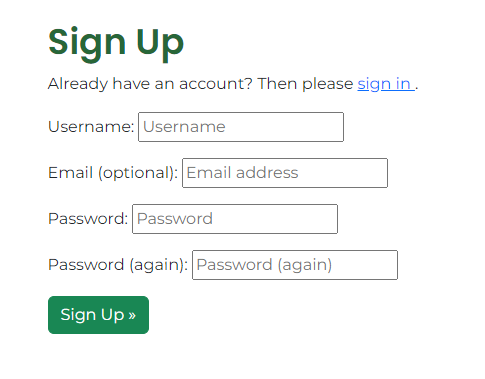 Sign Up
Already have an account? Then please sign in .
Username: Username
Email (optional): Email address
Password: Password
Password (again): Password (again)
Sign Up »